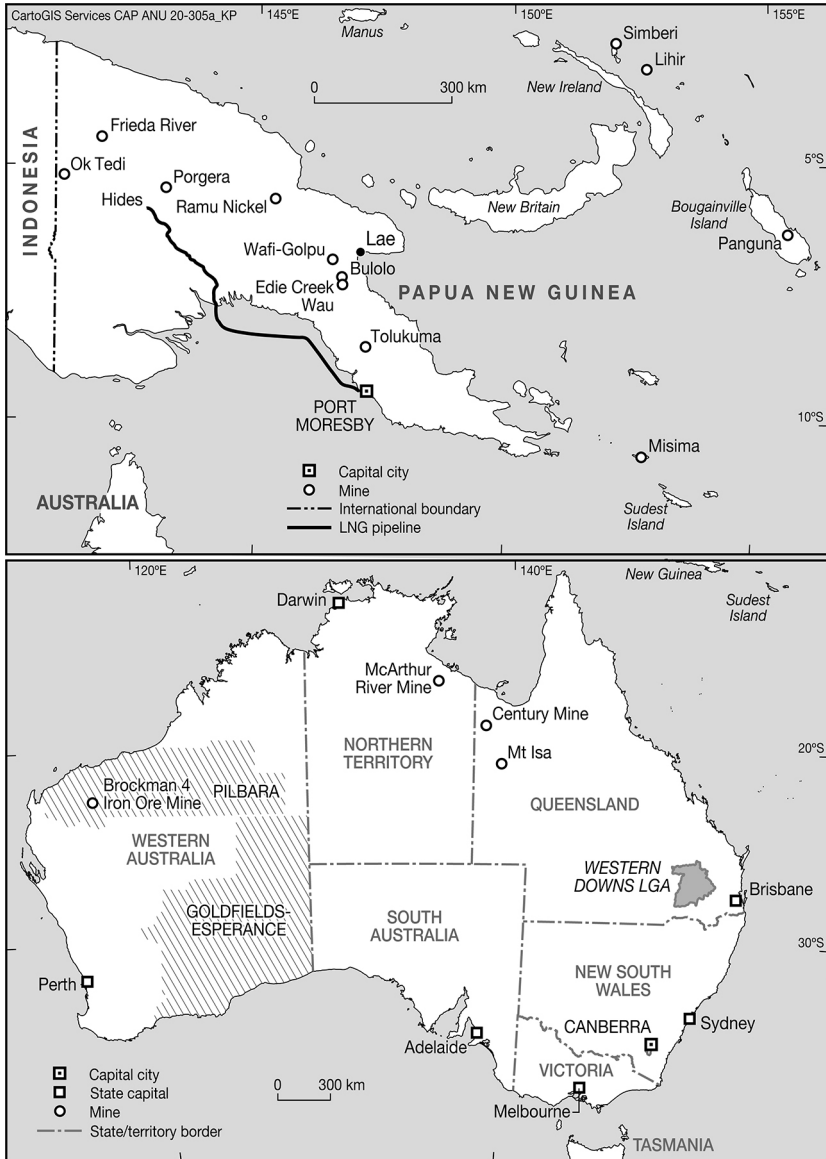 CartoGIS Services CAP ANU 20-305a_KP
145°E
150°E
155°E
Manus
Simberi
Lihir
0
300 km
New Ireland
INDONESIA
Frieda River
Ok Tedi
5°S
Porgera
Hides
Ramu Nickel
New Britain
Bougainville
Island
Panguna
Lae
Wafi-Golpu
Bulolo
Edie Creek
Wau
PAPUA NEW GUINEA
Tolukuma
PORT
MORESBY
10°S
Misima
Capital city
Mine
International boundary
LNG pipeline
AUSTRALIA
Sudest
Island
120°E
140°E
New Guinea
Sudest
Island
Darwin
McArthur
River Mine
Century Mine
Mt Isa
NORTHERN
TERRITORY
20°S
Brockman 4
Iron Ore Mine
PILBARA
QUEENSLAND
WESTERN
AUSTRALIA
WESTERN
DOWNS LGA
Brisbane
GOLDFIELDS-
ESPERANCE
SOUTH
AUSTRALIA
30°S
NEW SOUTH
WALES
Perth
CANBERRA
Sydney
Adelaide
VICTORIA
Melbourne
Capital city
State capital
Mine
State/territory border
0
300 km
TASMANIA